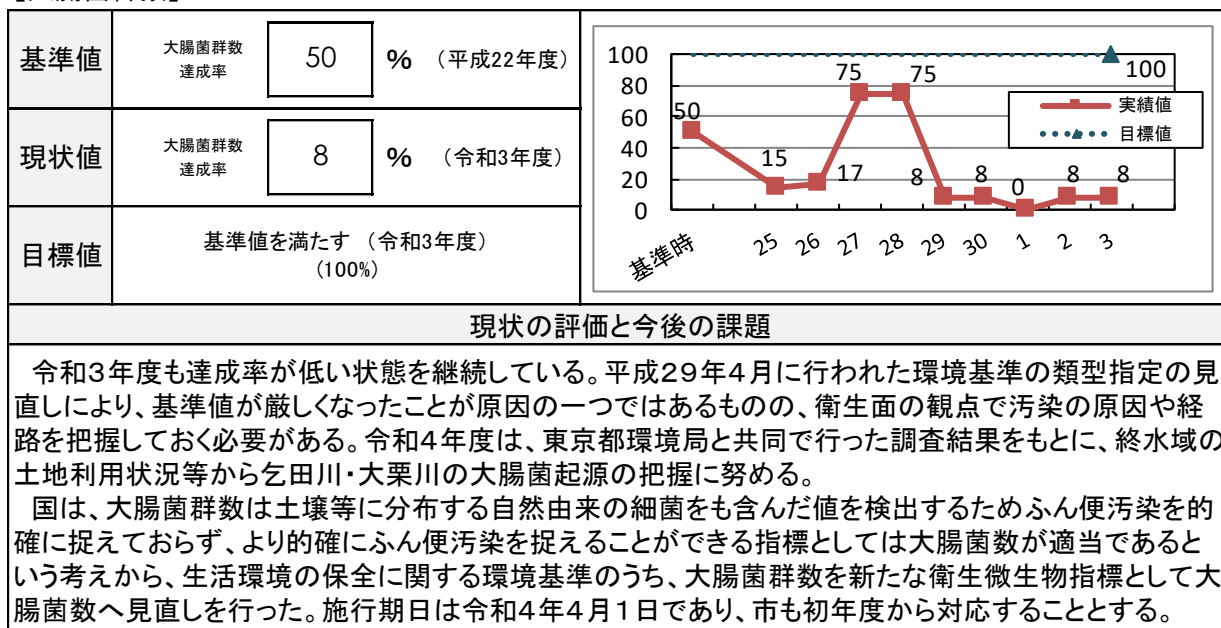 基準値
大腸菌群数
達成率
50
%
(平成22年度)
現状値
大腸菌群数
達成率
8
%
(令和3年度)
目標値
基準値を満たす (令和3年度)
(100%)
100
80
60
40
20
0
50
15
17
75
75
8
8
0
8
8
100
実績値
目標値
基準時
25
26
27
28
29
30
1
2
3
現状の評価と今後の課題
令和3年度も達成率が低い状態を継続している。平成29年4月に行われた環境基準の類型指定の見
直しにより、基準値が厳しくなったことが原因の一つではあるものの、衛生面の観点で汚染の原因や経
路を把握しておく必要がある。令和4年度は、東京都環境局と共同で行った調査結果をもとに、終水域の
土地利用状況等から乞田川・大栗川の大腸菌起源の把握に努める。
国は、大腸菌群数は土壌等に分布する自然由来の細菌をも含んだ値を検出するためふん便汚染を的
確に捉えておらず、より的確にふん便汚染を捉えることができる指標としては大腸菌数が適当であると
いう考えから、生活環境の保全に関する環境基準のうち、大腸菌群数を新たな衛生微生物指標として大
腸菌数へ見直しを行った。施行期日は令和4年4月1日であり、市も初年度から対応することとする。